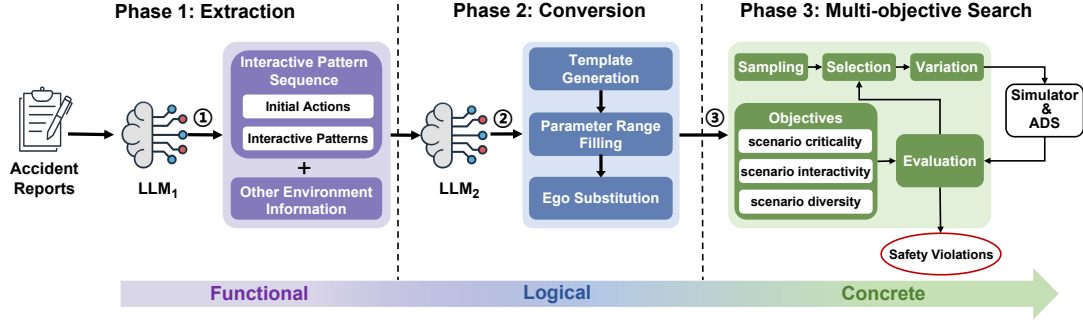 Phase 1: Extraction
Phase 2: Conversion
Phase 3: Multi-objective Search
Accident
Reports
LLM1
①
Interactive Pattern
Sequence
Initial Actions
Interactive Patterns
+
Other Environment
Information
LLM2
②
Template
Generation
Parameter Range
Filling
Ego Substitution
③
Sampling
Selection
Variation
Simulator
&
ADS
Objectives
scenario criticality
scenario interactivity
scenario diversity
Evaluation
Safety Violations
Functional
Logical
Concrete